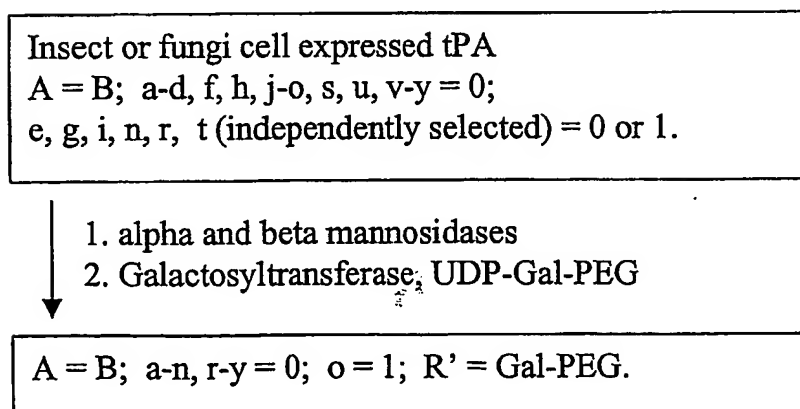 Insect or fungi cell expressed tPA
A = B; a-d, f, h, j-o, s, u, v-y = 0;
e, g, i, n, r, t (independently selected) = 0 or 1.
1. alpha and beta mannosidases
2. Galactosyltransferase, UDP-Gal-PEG
A = B; a-n, r-y = 0; o = 1; R' = Gal-PEG.